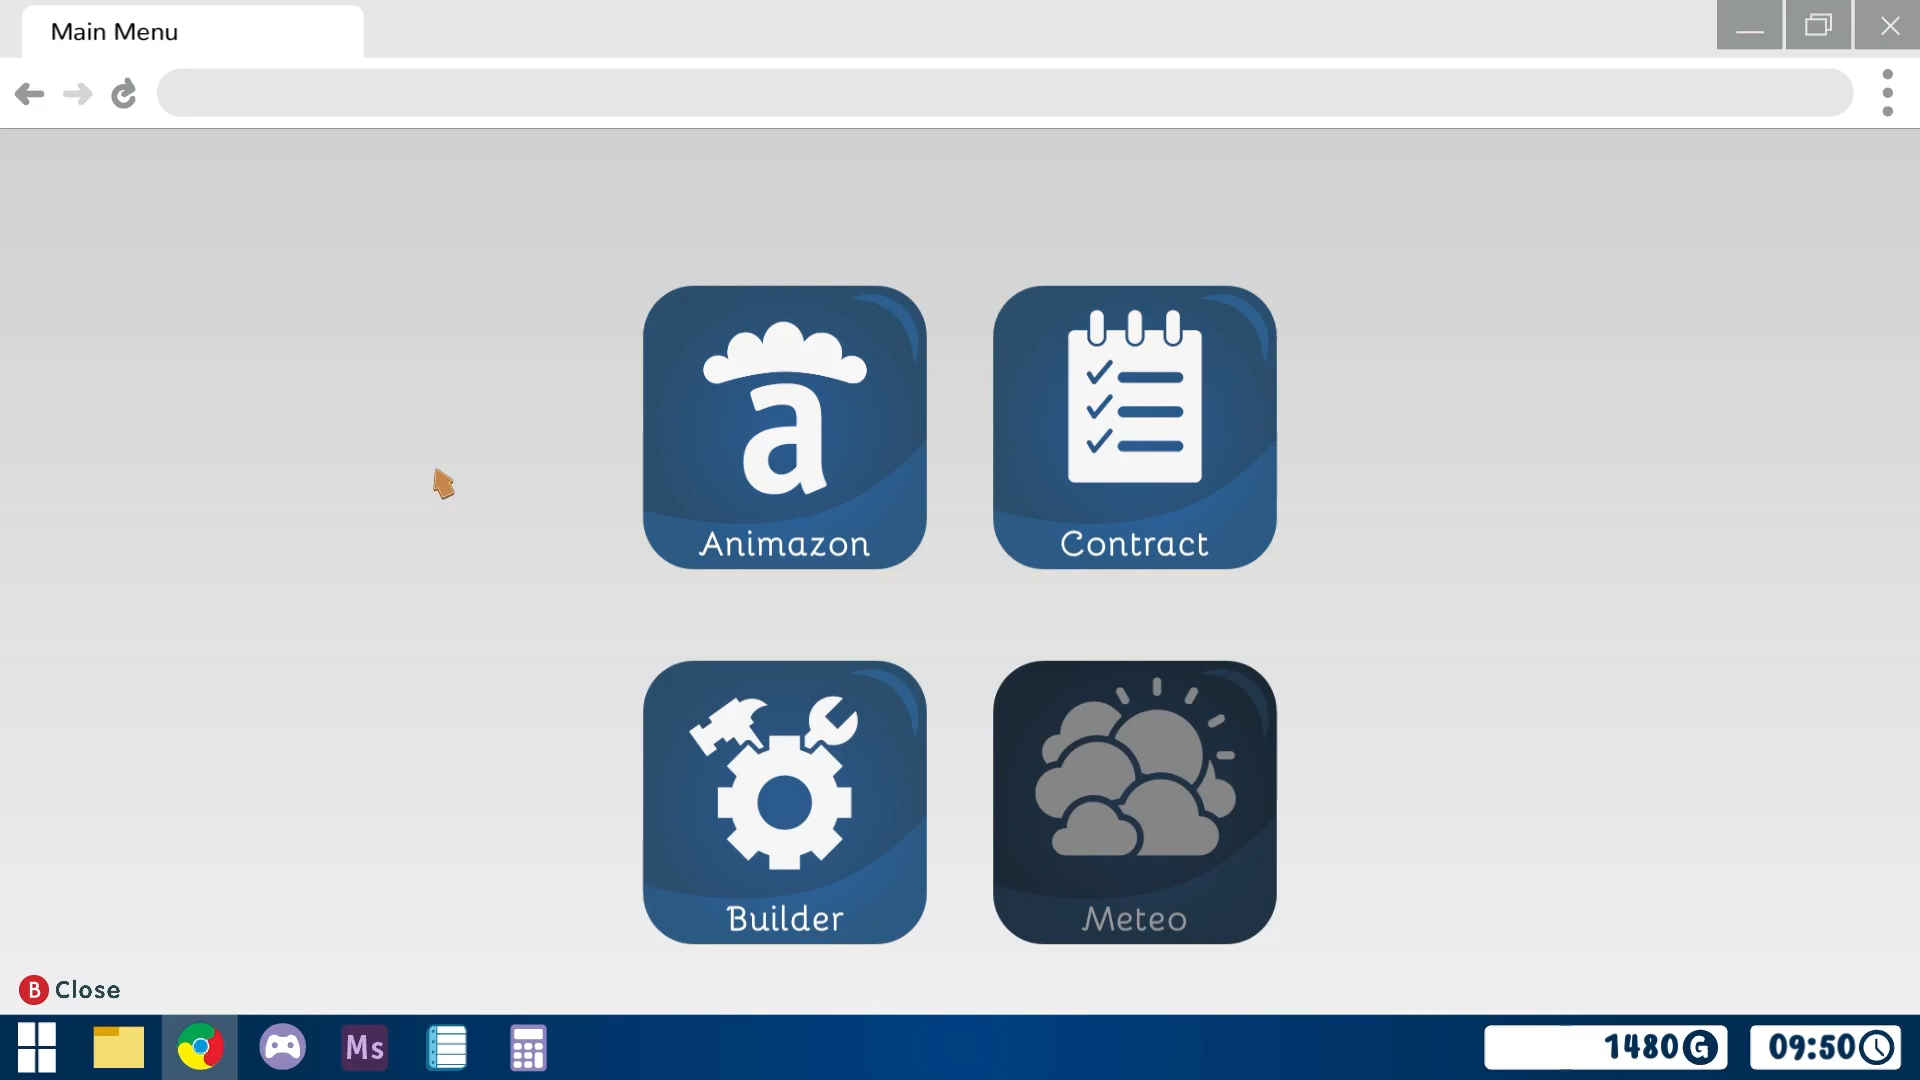 Main Menu
a
Animazon
Contract
Builder
Meteo
B Close
Ms
1480G
09:50